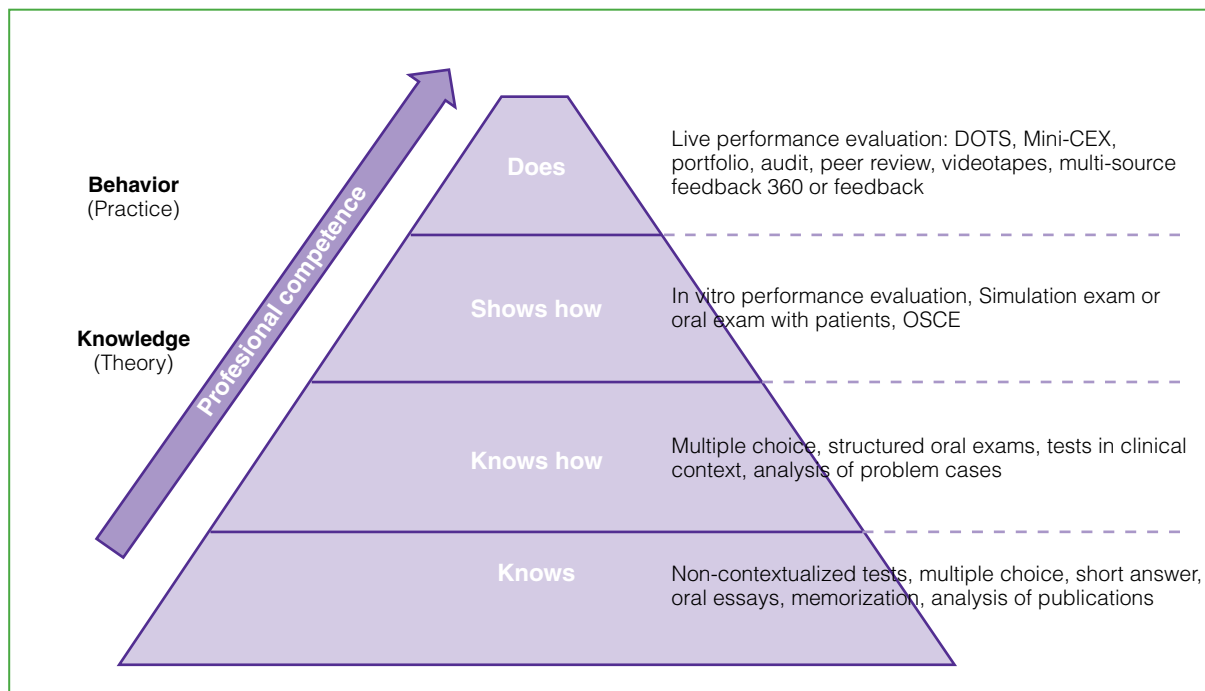 Behavior
(Practice)
Knowledge
(Theory)
Profesional competence
Does
Live performance evaluation: DOTS, Mini-CEX,
portfolio, audit, peer review, videotapes, multi-source
feedback 360 or feedback
Shows how
In vitro performance evaluation, Simulation exam or
oral exam with patients, OSCE
Knows how
Multiple choice, structured oral exams, tests in clinical
context, analysis of problem cases
Knows
Non-contextualized tests, multiple choice, short answer,
oral essays, memorization, analysis of publications